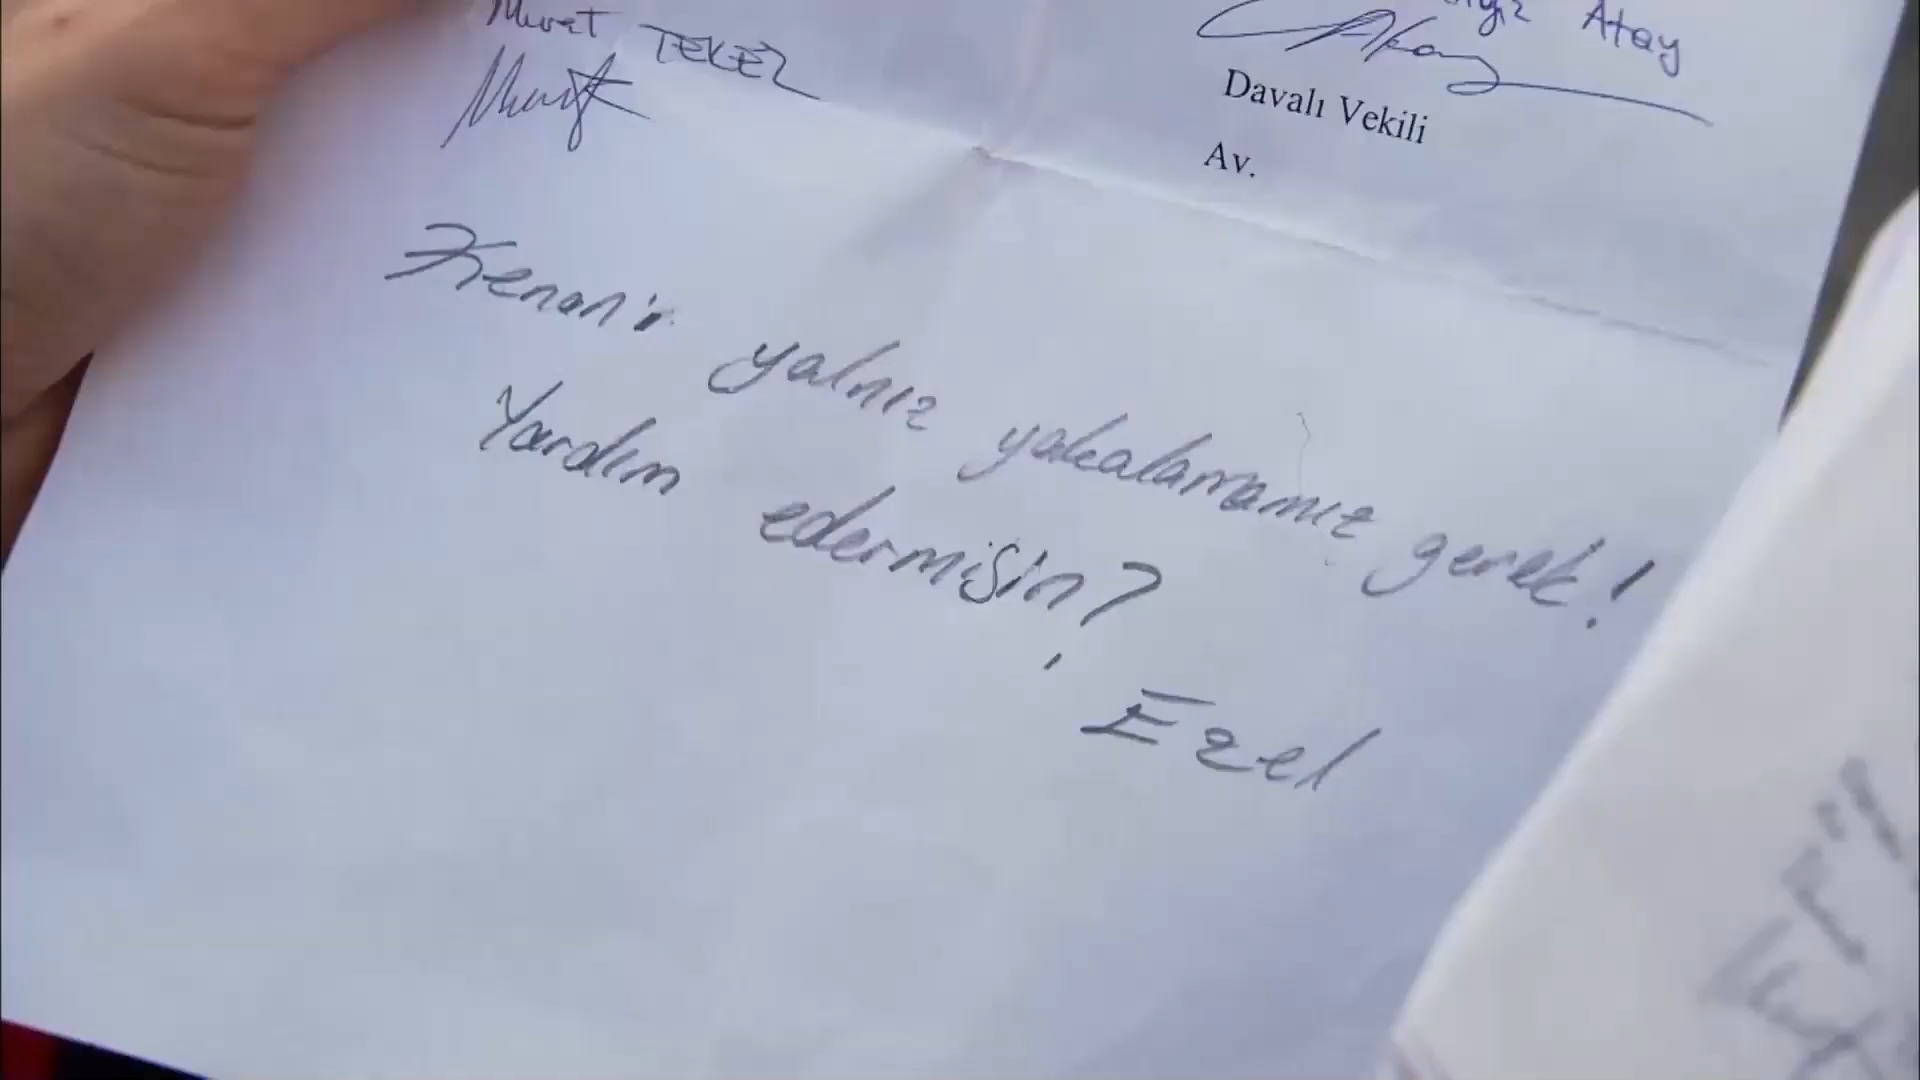 Murat TEKEZ
Atay
Davalı Vekili
Av.
Kenan'ı yalnız yakalamamız gerek!
Yardım edermisin?
Ezel